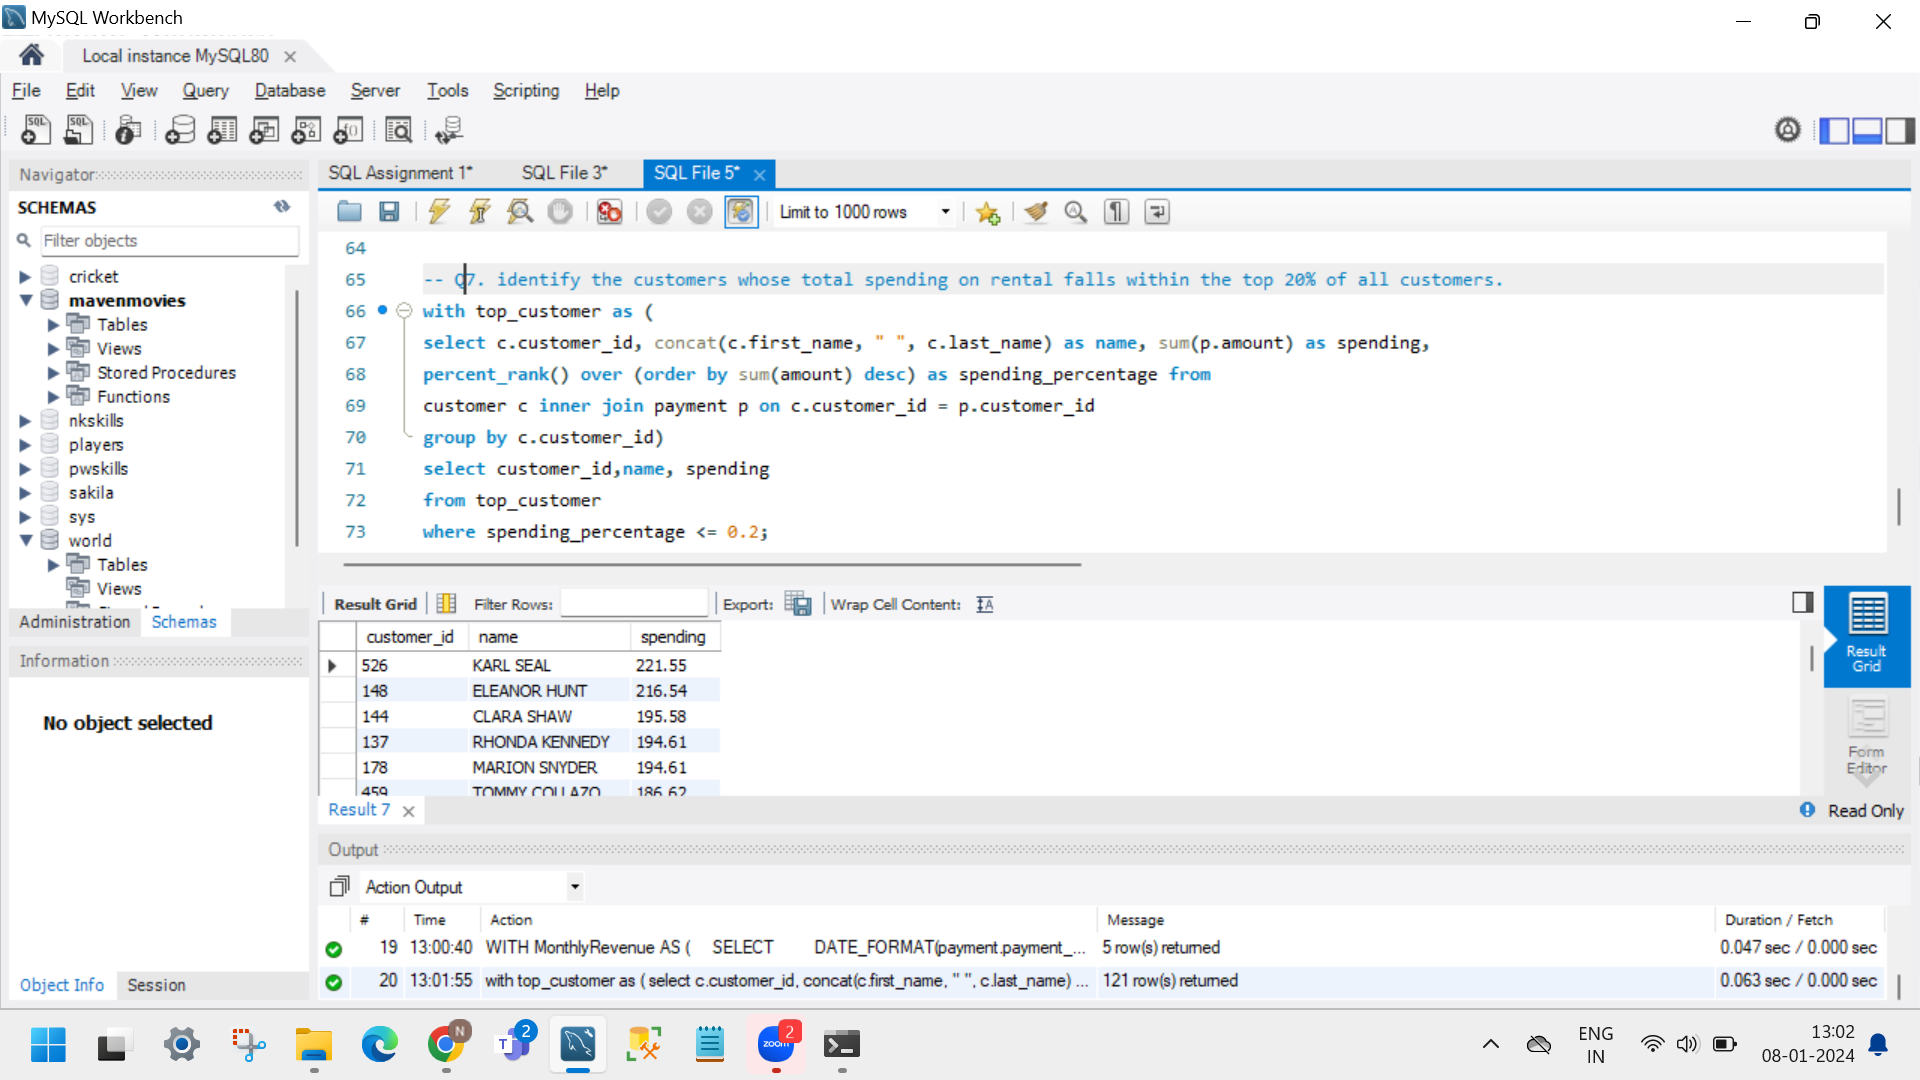 MySQL Workbench
Local instance MySQL80
File Edit View Query Database Server Tools Scripting Help
Navigator
SCHEMAS
Filter objects
cricket
mavenmovies
Tables
Views
Stored Procedures
Functions
nkskills
players
pwskills
sakila
sys
world
Tables
Views
Administration Schemas
Information
No object selected
Object Info Session
SQL Assignment 1* SQL File 3* SQL File 5*
Limit to 1000 rows
64
65 -- Q7. identify the customers whose total spending on rental falls within the top 20% of all customers.
66 with top_customer as (
67 select c.customer_id, concat(c.first_name, " ", c.last_name) as name, sum(p.amount) as spending,
68 percent_rank() over (order by sum(amount) desc) as spending_percentage from
69 customer c inner join payment p on c.customer_id = p.customer_id
70 group by c.customer_id)
71 select customer_id,name, spending
72 from top_customer
73 where spending_percentage <= 0.2;
Result Grid Filter Rows: Export: Wrap Cell Content:
customer_id name spending
526 KARL SEAL 221.55
148 ELEANOR HUNT 216.54
144 CLARA SHAW 195.58
137 RHONDA KENNEDY 194.61
178 MARION SNYDER 194.61
459 TOMMY COLLAZO 186.62
Result Grid
Form Editor
Result 7
Read Only
Output
Action Output
# Time Action Message Duration / Fetch
19 13:00:40 WITH MonthlyRevenue AS ( SELECT DATE_FORMAT(payment.payment_... 5 row(s) returned 0.047 sec / 0.000 sec
20 13:01:55 with top_customer as ( select c.customer_id, concat(c.first_name, " ", c.last_name) ... 121 row(s) returned 0.063 sec / 0.000 sec
N
2
zoom
2
ENG
IN
13:02
08-01-2024